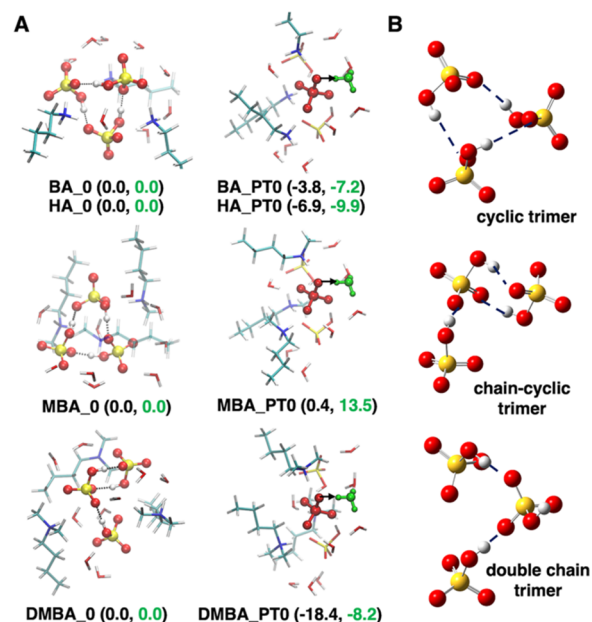 A
B
BA_0 (0.0, 0.0)
HA_0 (0.0, 0.0)
BA_PT0 (-3.8, -7.2)
HA_PT0 (-6.9, -9.9)
cyclic trimer
MBA_0 (0.0, 0.0)
MBA_PT0 (0.4, 13.5)
chain-cyclic
trimer
DMBA_0 (0.0, 0.0)
DMBA_PT0 (-18.4, -8.2)
double chain
trimer